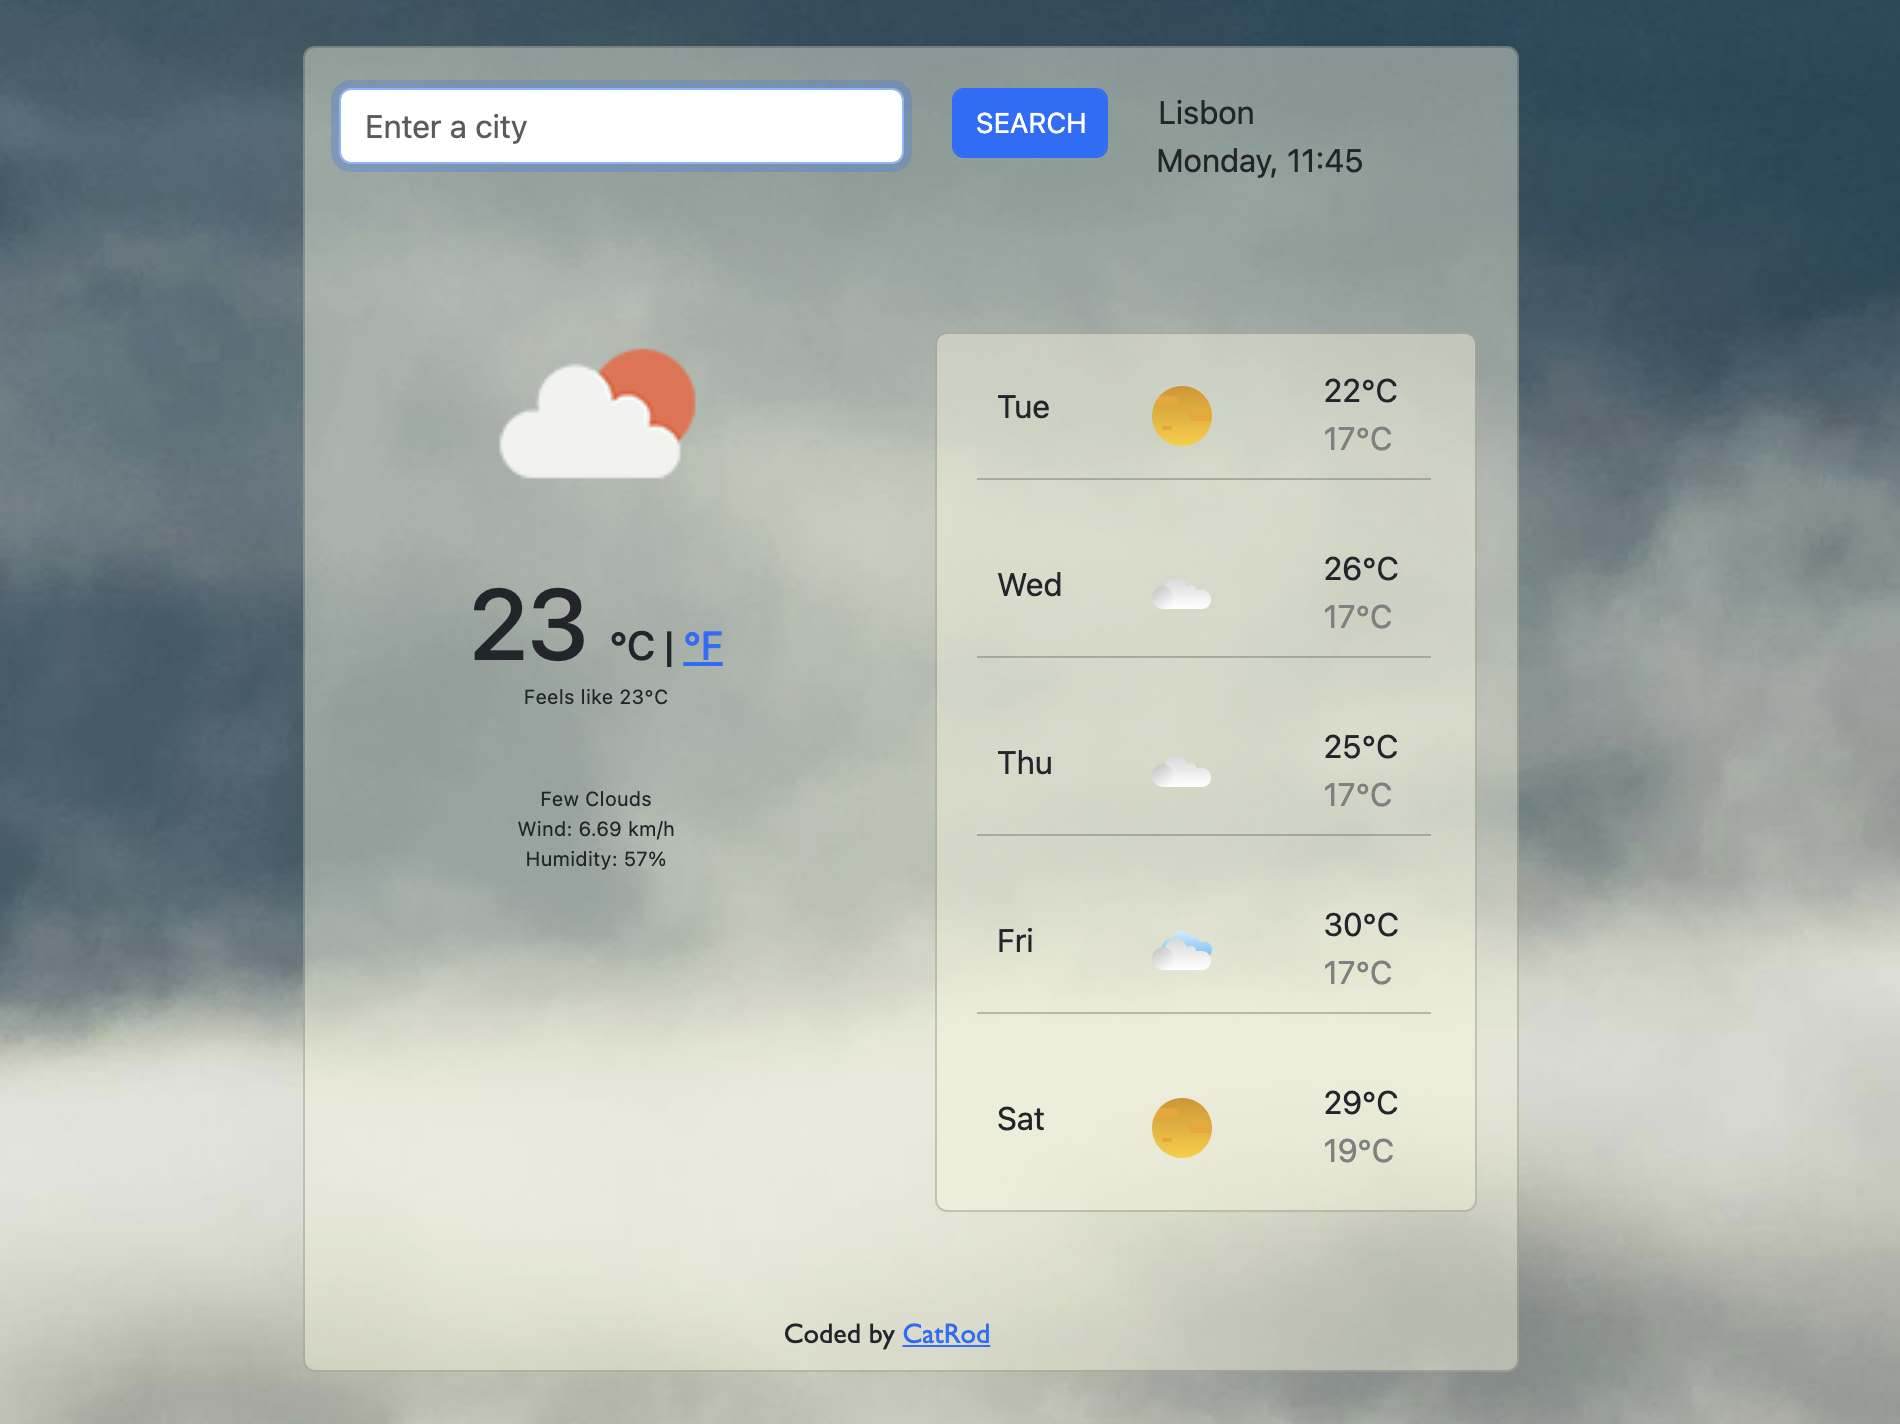 Enter a city
SEARCH
Lisbon
Monday, 11:45
23 °C | °F
Feels like 23°C
Few Clouds
Wind: 6.69 km/h
Humidity: 57%
Tue
22°C
17°C
Wed
26°C
17°C
Thu
25°C
17°C
Fri
30°C
17°C
Sat
29°C
19°C
Coded by CatRod